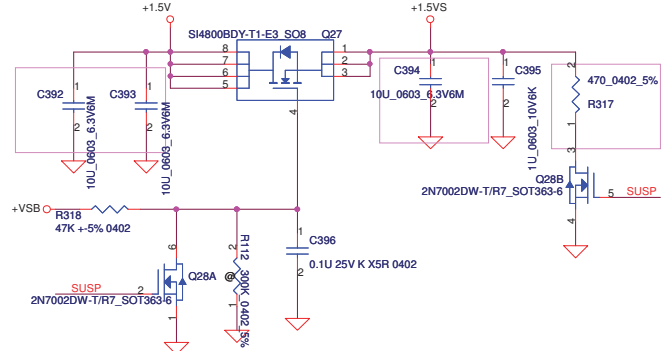 +1.5V
+1.5VS
SI4800BDY-T1-E3_SO8 Q27
8
7
6
5
1
2
3
4
C392
1
2
10U_0603_6.3V6M
C393
1
2
10U_0603_6.3V6M
C394
1
2
10U_0603_6.3V6M
C395
1
2
1U_0603_10V6K
2
470_0402_5%
R317
1
3
Q28B
2N7002DW-T/R7_SOT363-6
5
SUSP
4
+VSB
R318
47K +-5% 0402
6
Q28A
SUSP
2
2N7002DW-T/R7_SOT363-6
1
2
R112
@
300K_0402_5%
1
1
C396
0.1U 25V K X5R 0402
2